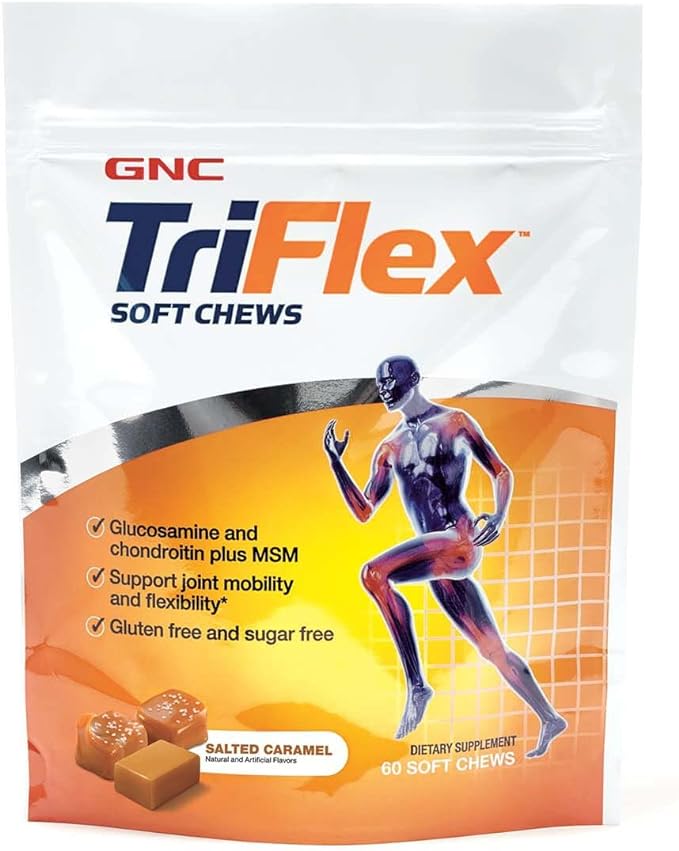 GNC
TriFlex™
SOFT CHEWS
Glucosamine and
chondroitin plus MSM
Support joint mobility
and flexibility*
Gluten free and sugar free
SALTED CARAMEL
Natural and Artificial Flavors
DIETARY SUPPLEMENT
60 SOFT CHEWS